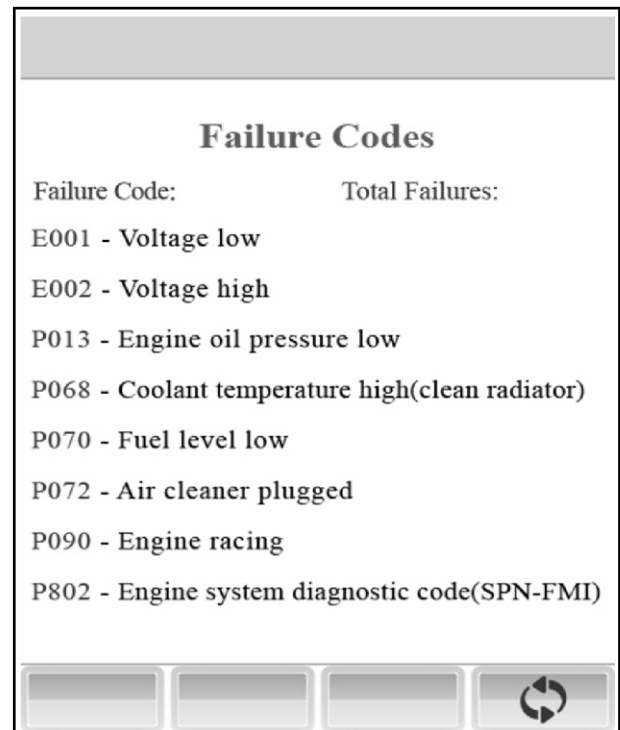 Failure Codes
Failure Code: Total Failures:
E001 - Voltage low
E002 - Voltage high
P013 - Engine oil pressure low
P068 - Coolant temperature high(clean radiator)
P070 - Fuel level low
P072 - Air cleaner plugged
P090 - Engine racing
P802 - Engine system diagnostic code(SPN-FMI)